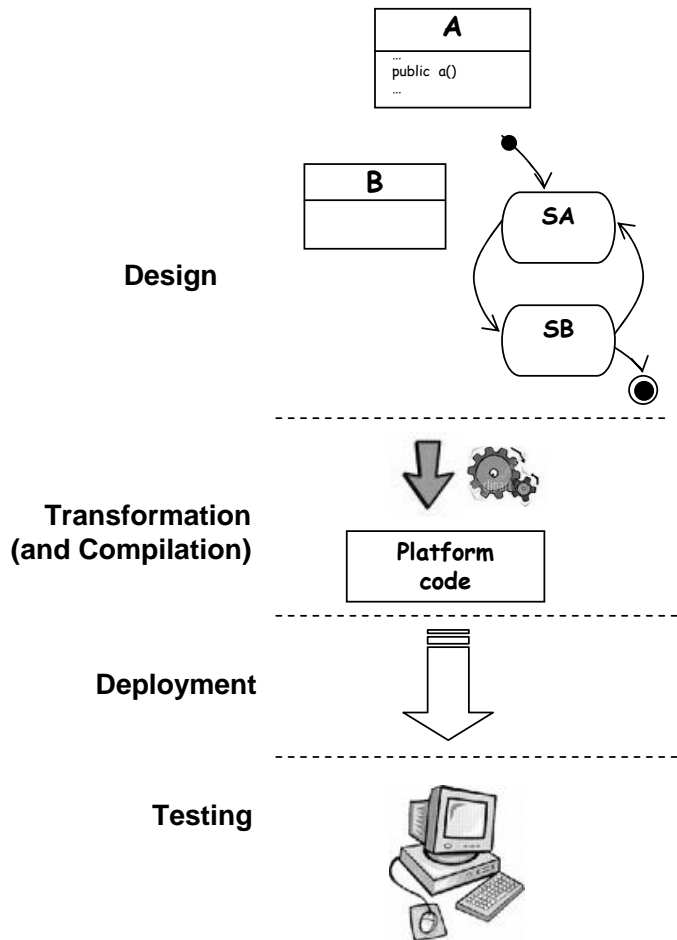 A
...
public a()
...
B
SA
Design
SB
Transformation
(and Compilation)
Platform
code
Deployment
Testing